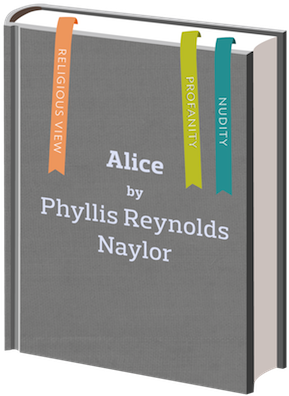 RELIGIOUS VIEW
PROFANITY
NUDITY
Alice
by
Phyllis Reynolds
Naylor